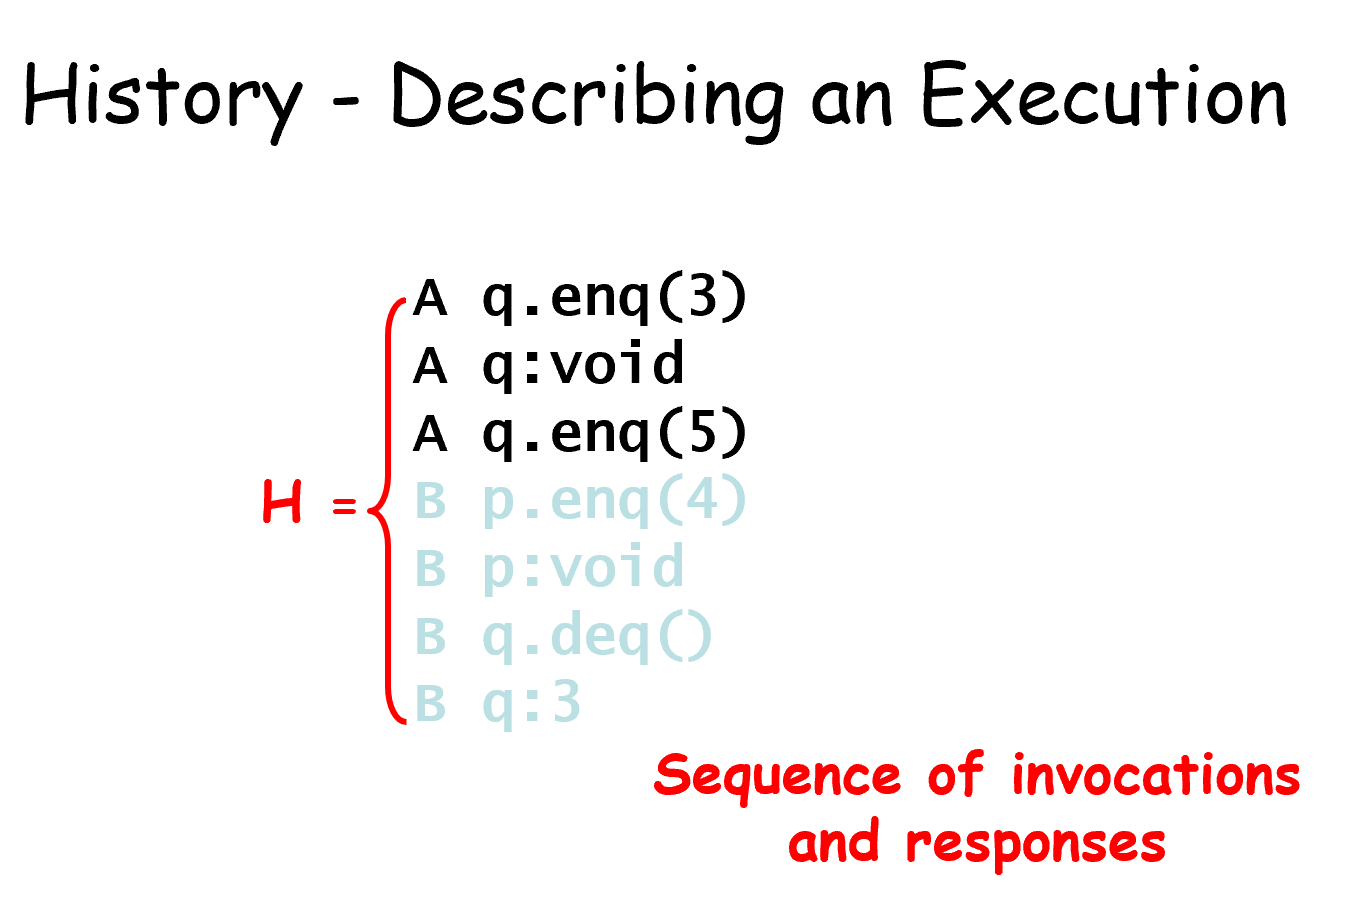 History - Describing an Execution
A q.enq(3)
A q:void
A q.enq(5)
H =
B p.enq(4)
B p:void
B q.deq()
B q:3
Sequence of invocations
and responses